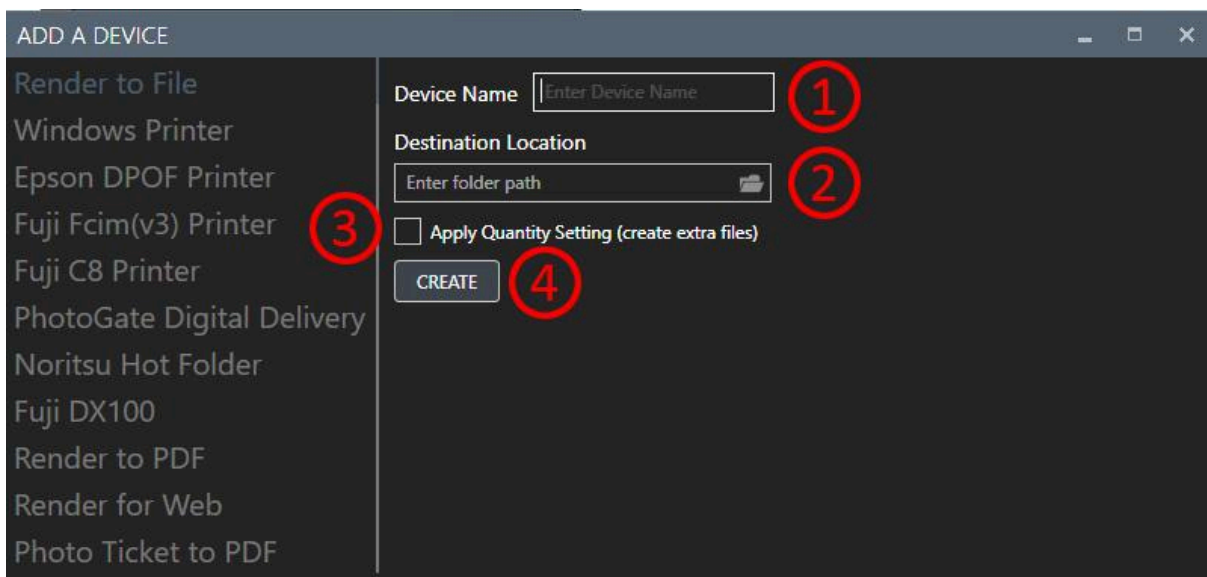 ADD A DEVICE
Render to File
Windows Printer
Epson DPOF Printer
Fuji Fcim(v3) Printer
Fuji C8 Printer
PhotoGate Digital Delivery
Noritsu Hot Folder
Fuji DX100
Render to PDF
Render for Web
Photo Ticket to PDF
Device Name Enter Device Name 1
Destination Location
Enter folder path 2
3 Apply Quantity Setting (create extra files)
CREATE 4